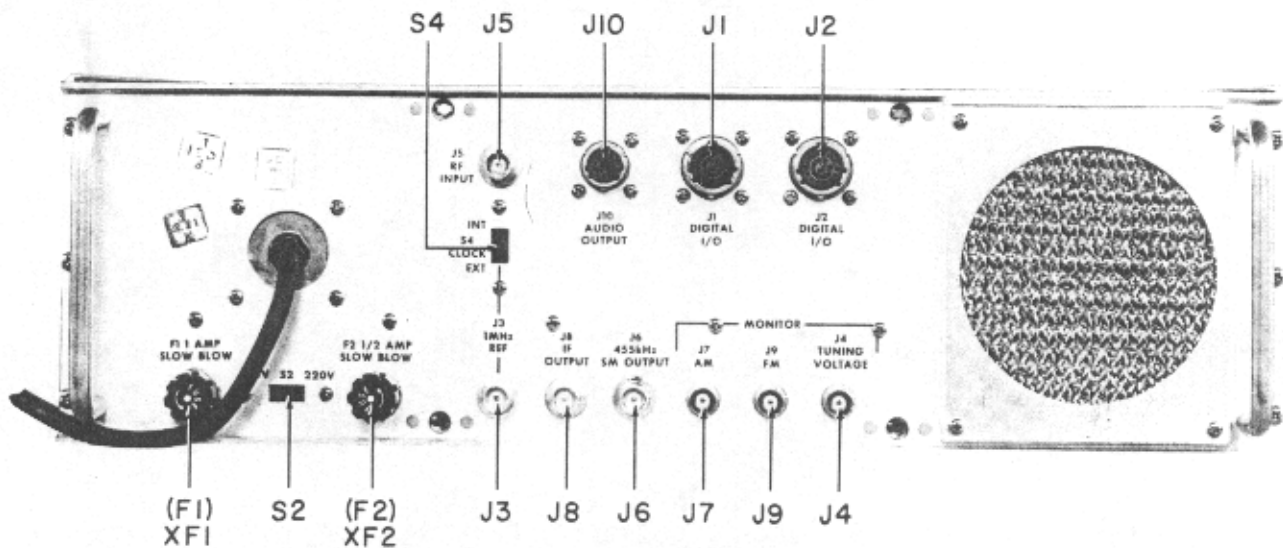 S4 J5 J10 J1 J2
J5
RF
INPUT
INT
S4
CLOCK
EXT
J10
AUDIO
OUTPUT
J1
DIGITAL
I/O
J2
DIGITAL
I/O
F1 1 AMP
SLOW BLOW
S2 220V
F2 1/2 AMP
SLOW BLOW
J3
1MHz
REF
J8
IF
OUTPUT
J6
455kHz
SM OUTPUT
MONITOR
J7
AM
J9
FM
J4
TUNING
VOLTAGE
(F1)
XF1
S2
(F2)
XF2
J3 J8 J6 J7 J9 J4